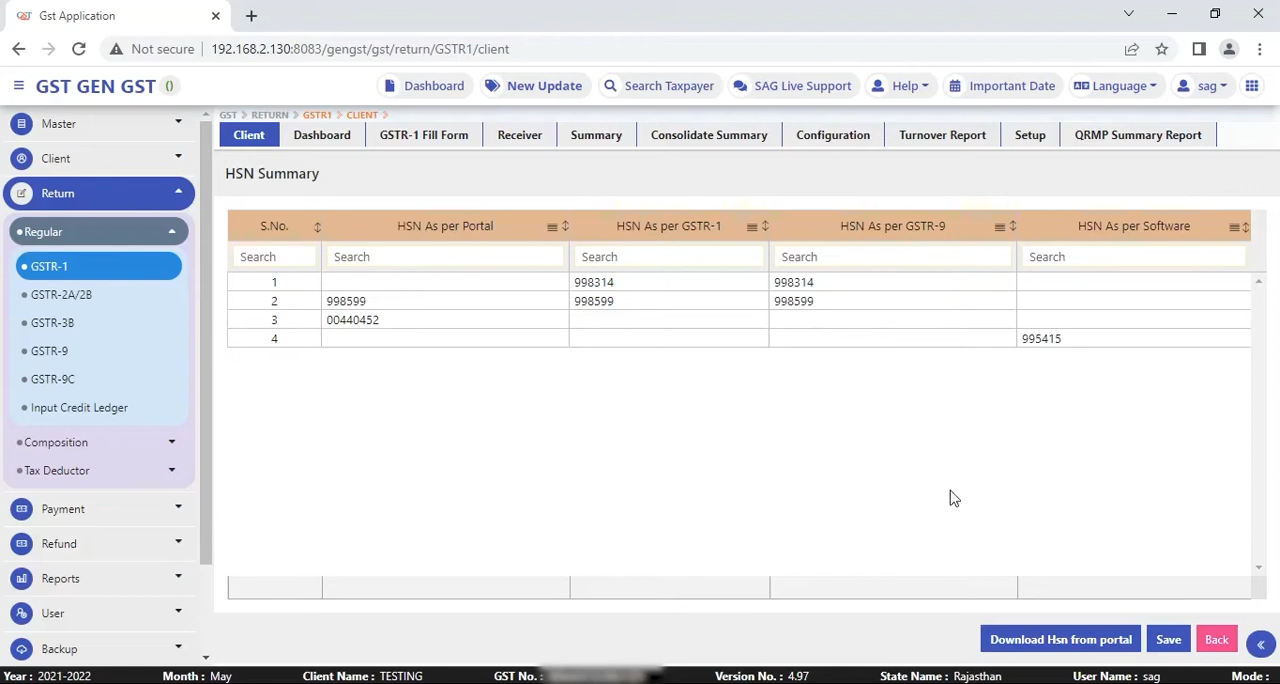 Gst Application
Not secure 192.168.2.130:8083/gengst/gst/return/GSTR1/client
GST GEN GST () Dashboard New Update Search Taxpayer SAG Live Support Help Important Date Language sag
GST RETURN GSTR1 CLIENT
Client Dashboard GSTR-1 Fill Form Receiver Summary Consolidate Summary Configuration Turnover Report Setup QRMP Summary Report
Master
Client
Return
Regular
GSTR-1
GSTR-2A/2B
GSTR-3B
GSTR-9
GSTR-9C
Input Credit Ledger
Composition
Tax Deductor
Payment
Refund
Reports
User
Backup
HSN Summary
S.No. HSN As per Portal HSN As per GSTR-1 HSN As per GSTR-9 HSN As per Software
Search Search Search Search Search
1 998314 998314
2 998599 998599 998599
3 00440452
4 995415
Download Hsn from portal Save Back
Year : 2021-2022 Month : May Client Name : TESTING GST No. : Version No. : 4.97 State Name : Rajasthan User Name : sag Mode :